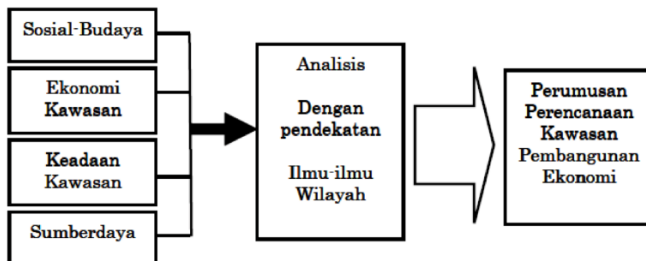 Sosial-Budaya
Ekonomi
Kawasan
Keadaan
Kawasan
Sumberdaya
Analisis
Dengan
pendekatan
Ilmu-ilmu
Wilayah
Perumusan
Perencanaan
Kawasan
Pembangunan
Ekonomi